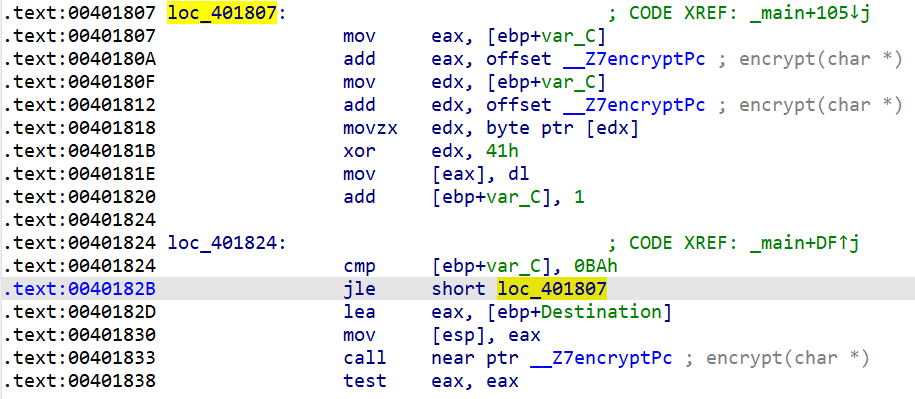 .text:00401807 loc_401807: ; CODE XREF: _main+105↓j
.text:00401807 mov eax, [ebp+var_C]
.text:0040180A add eax, offset __Z7encryptPc ; encrypt(char *)
.text:0040180F mov edx, [ebp+var_C]
.text:00401812 add edx, offset __Z7encryptPc ; encrypt(char *)
.text:00401818 movzx edx, byte ptr [edx]
.text:0040181B xor edx, 41h
.text:0040181E mov [eax], dl
.text:00401820 add [ebp+var_C], 1
.text:00401824
.text:00401824 loc_401824: ; CODE XREF: _main+DF↑j
.text:00401824 cmp [ebp+var_C], 0BAh
.text:0040182B jle short loc_401807
.text:0040182D lea eax, [ebp+Destination]
.text:00401830 mov [esp], eax
.text:00401833 call near ptr __Z7encryptPc ; encrypt(char *)
.text:00401838 test eax, eax